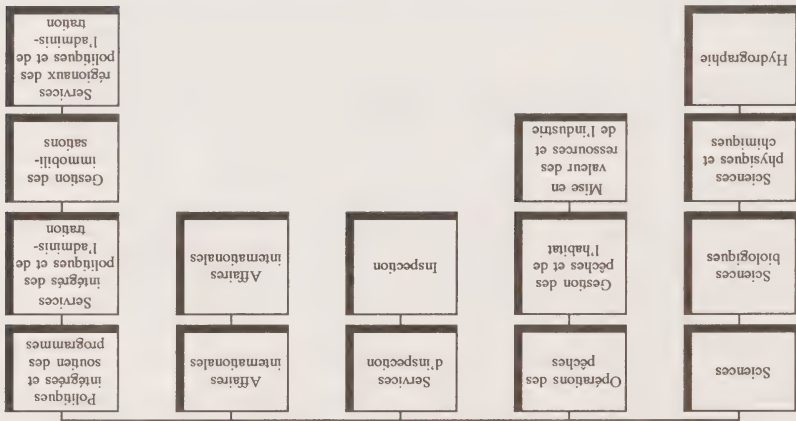 Sciences
Sciences
biologiques
Sciences
physiques et
chimiques
Hydrographie
Opérations des
pêches
Gestion des
pêches et de
l'habitat
Mise en
valeur des
ressources et
de l'industrie
Services
d'inspection
Inspection
Affaires
internationales
Affaires
internationales
Politiques
intégrées et
soutien des
programmes
Services
intégrés des
politiques et de
l'adminis-
tration
Gestion des
immobili-
sations
Services
régionaux des
politiques et de
l'adminis-
tration